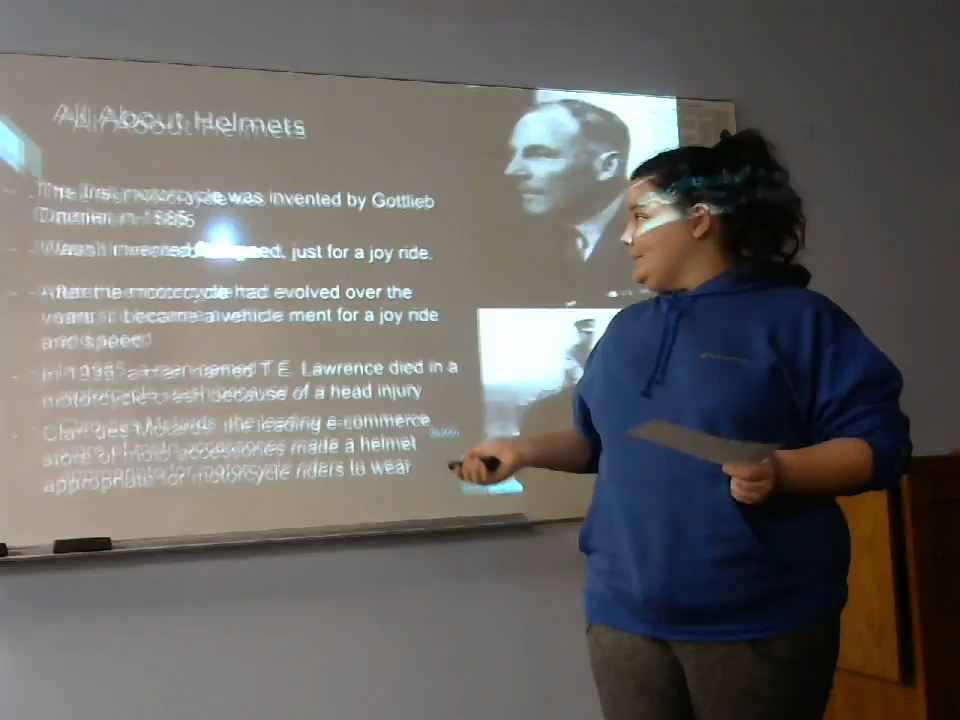 All About Helmets
The first motorcycle was invented by Gottlieb
Daimler in 1885
Wasn't invented for speed, just for a joy ride.
After the motorcycle had evolved over the
years it became a vehicle ment for a joy ride
and speed
In 1935 a man named T.E. Lawrence died in a
motorcycle crash because of a head injury
the leading e-commerce
store of moto accessories made a helmet
appropriate for motorcycle riders to wear